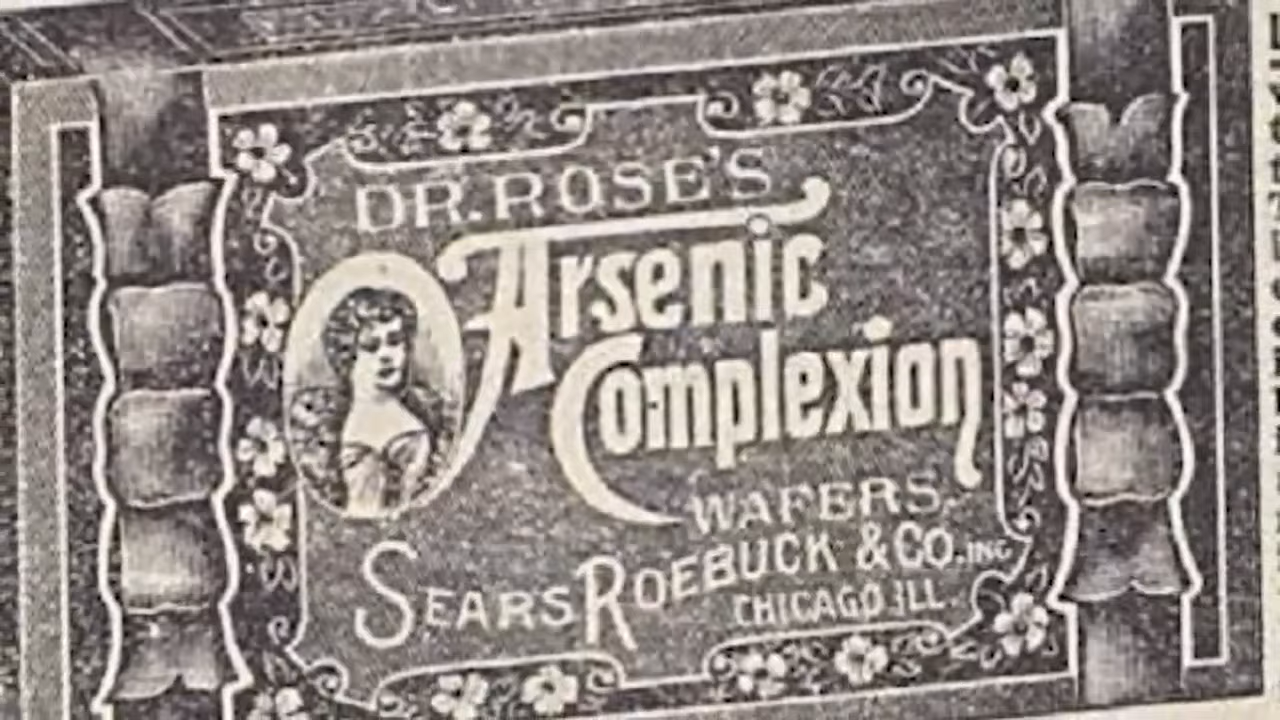 DR. ROSE'S
Arsenic
Complexion
WAFERS.
SEARS ROEBUCK & CO. INC
CHICAGO ILL.